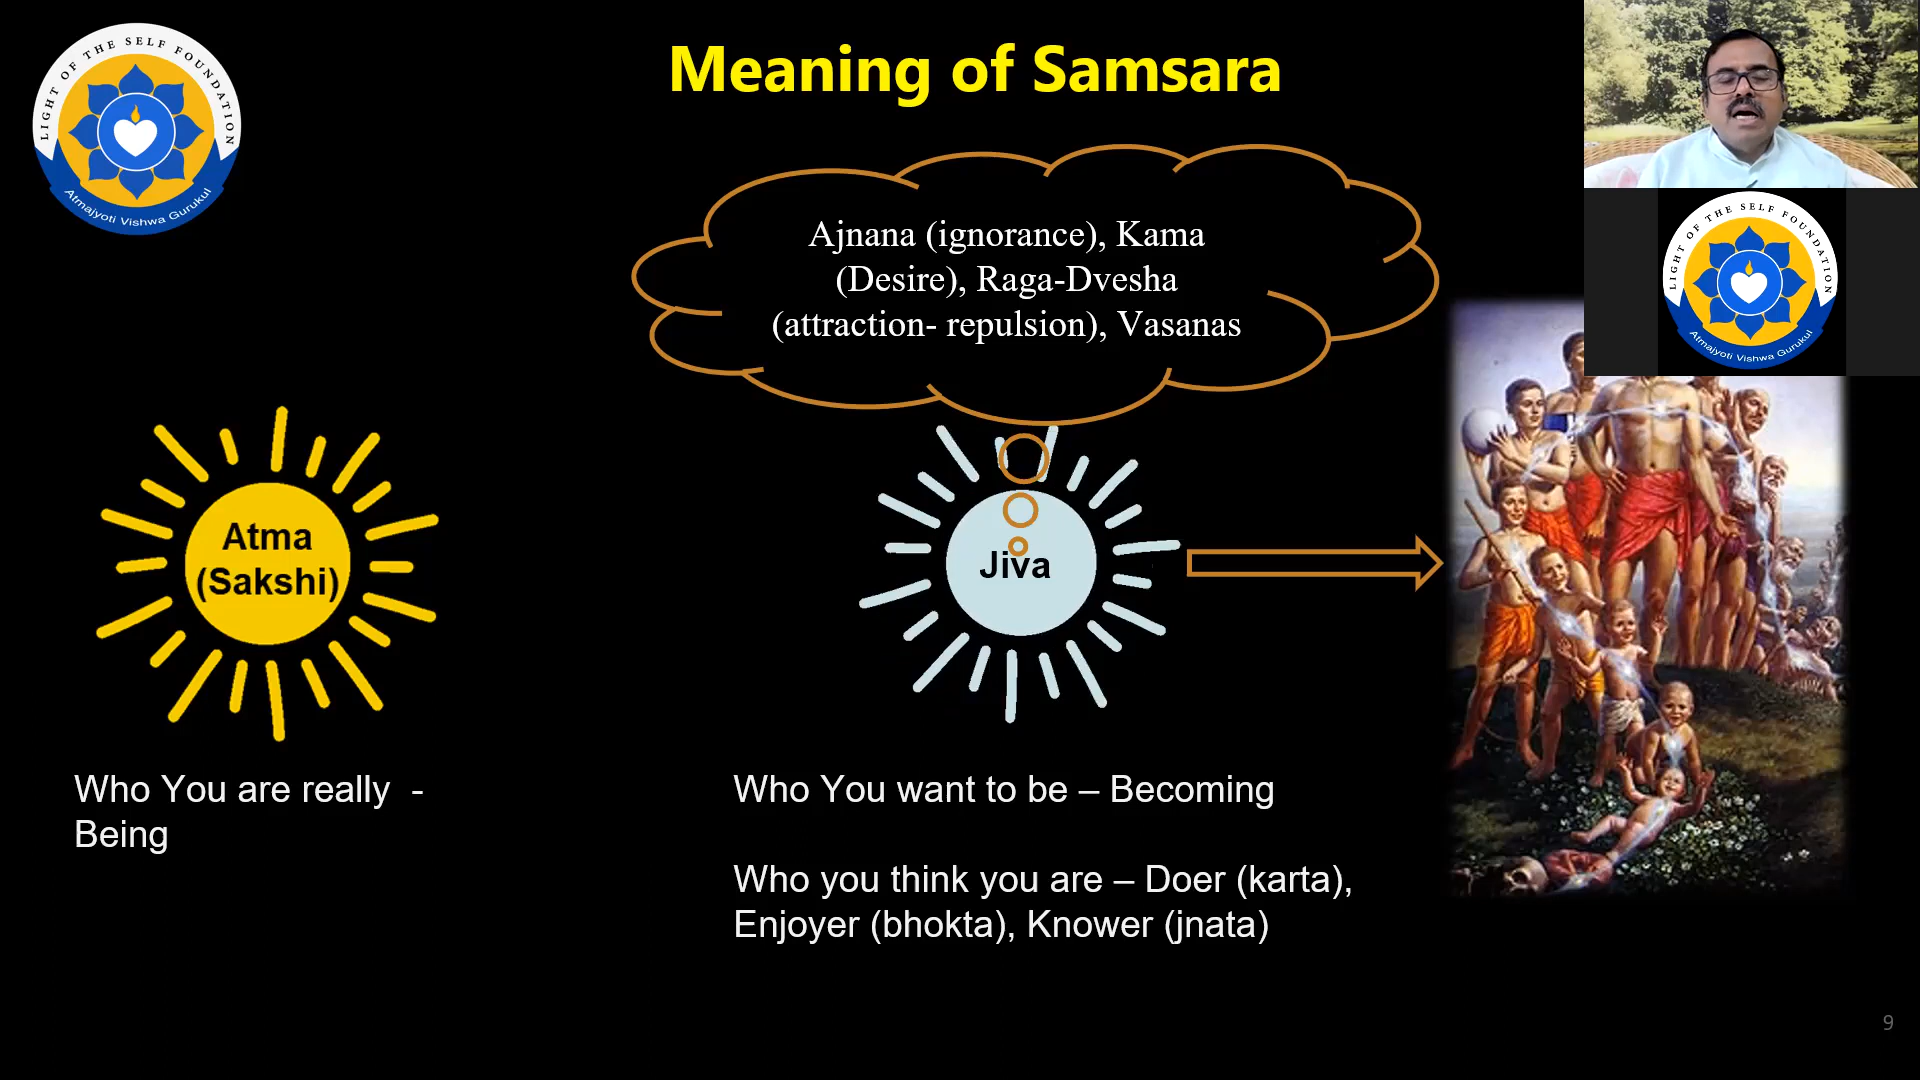 LIGHT OF THE SELF FOUNDATION
Atmajyoti Vishwa Gurukul
Meaning of Samsara
Ajnana (ignorance), Kama
(Desire), Raga-Dvesha
(attraction- repulsion), Vasanas
LIGHT OF THE SELF FOUNDATION
Atmajyoti Vishwa Gurukul
Atma
(Sakshi)
Jiva
Who You are really  -
Being
Who You want to be – Becoming
Who you think you are – Doer (karta),
Enjoyer (bhokta), Knower (jnata)
9